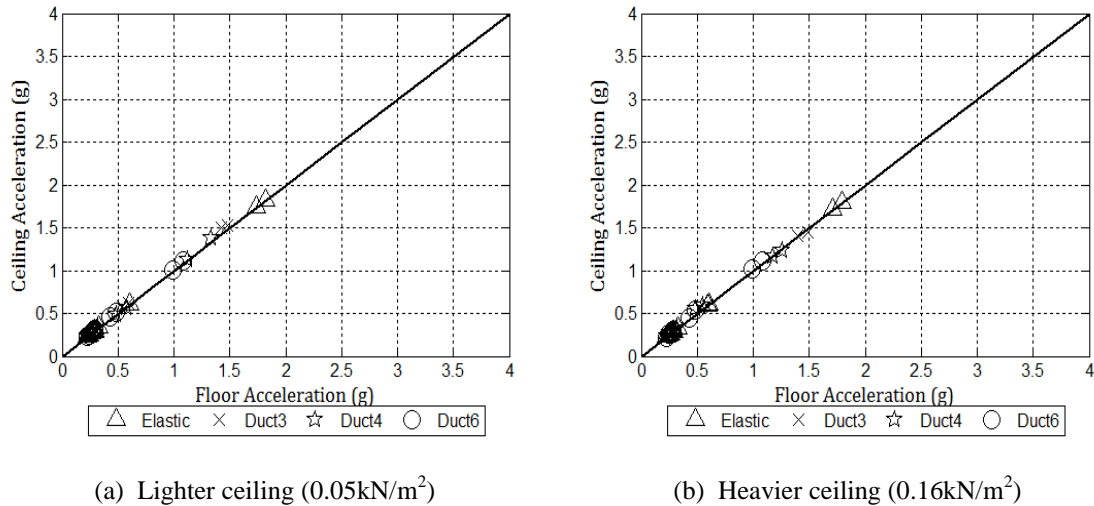 Ceiling Acceleration (g)
4
3.5
3
2.5
2
1.5
1
0.5
0
0 0.5 1 1.5 2 2.5 3 3.5 4
Floor Acceleration (g)
Elastic Duct3 Duct4 Duct6
(a) Lighter ceiling (0.05kN/m²)
Ceiling Acceleration (g)
4
3.5
3
2.5
2
1.5
1
0.5
0
0 0.5 1 1.5 2 2.5 3 3.5 4
Floor Acceleration (g)
Elastic Duct3 Duct4 Duct6
(b) Heavier ceiling (0.16kN/m²)